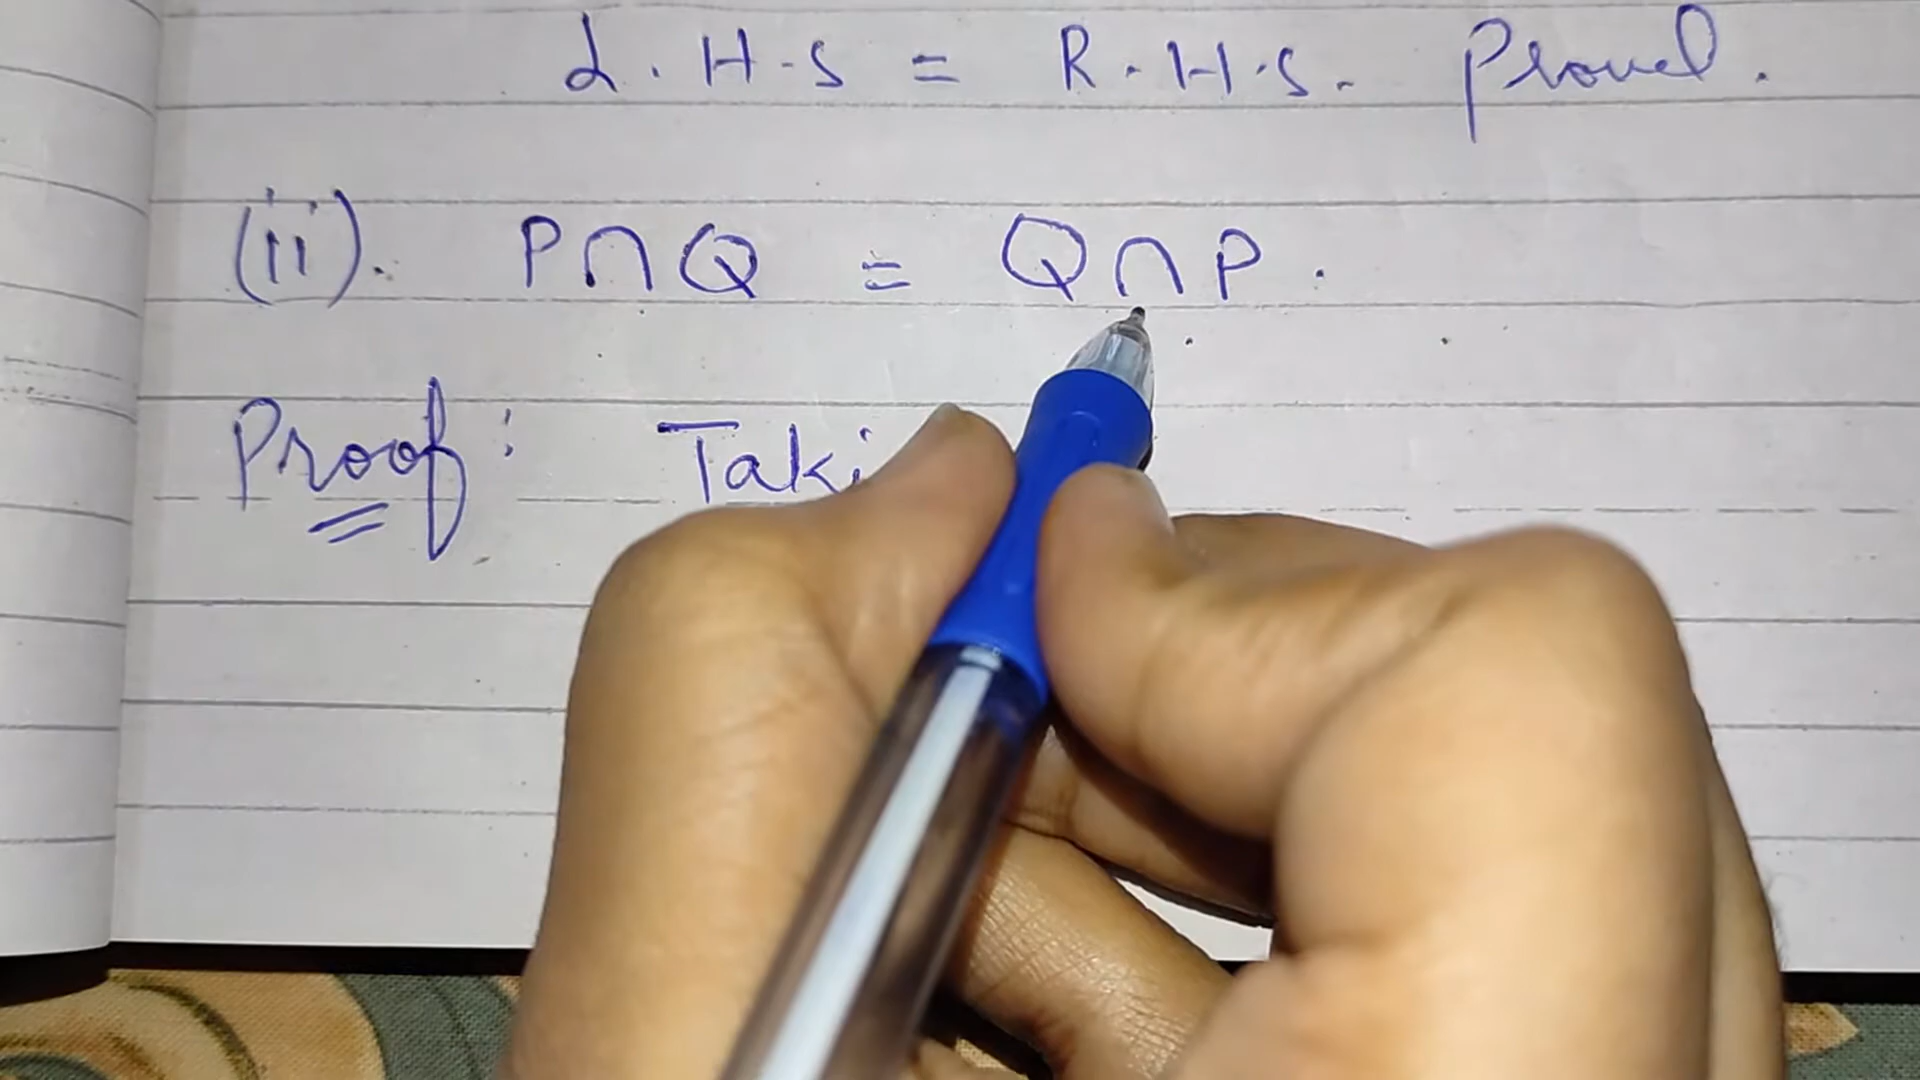 L.H.S = R.H.S. Proved.
(ii). P∩Q = Q∩P.
Proof: Taki